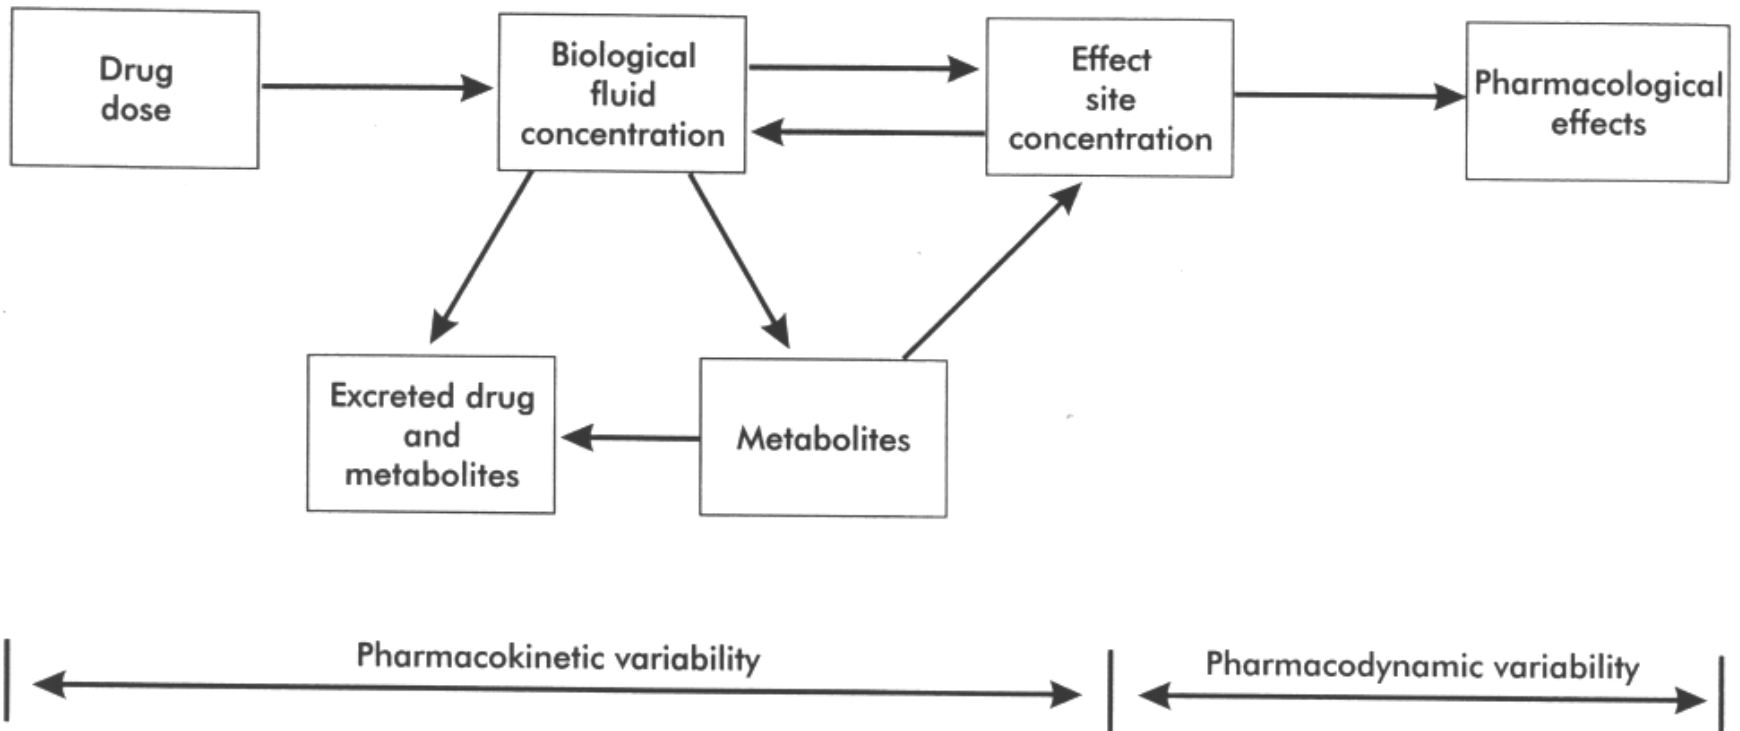 Drug
dose
Biological
fluid
concentration
Effect
site
concentration
Pharmacological
effects
Excreted drug
and
metabolites
Metabolites
Pharmacokinetic variability
Pharmacodynamic variability